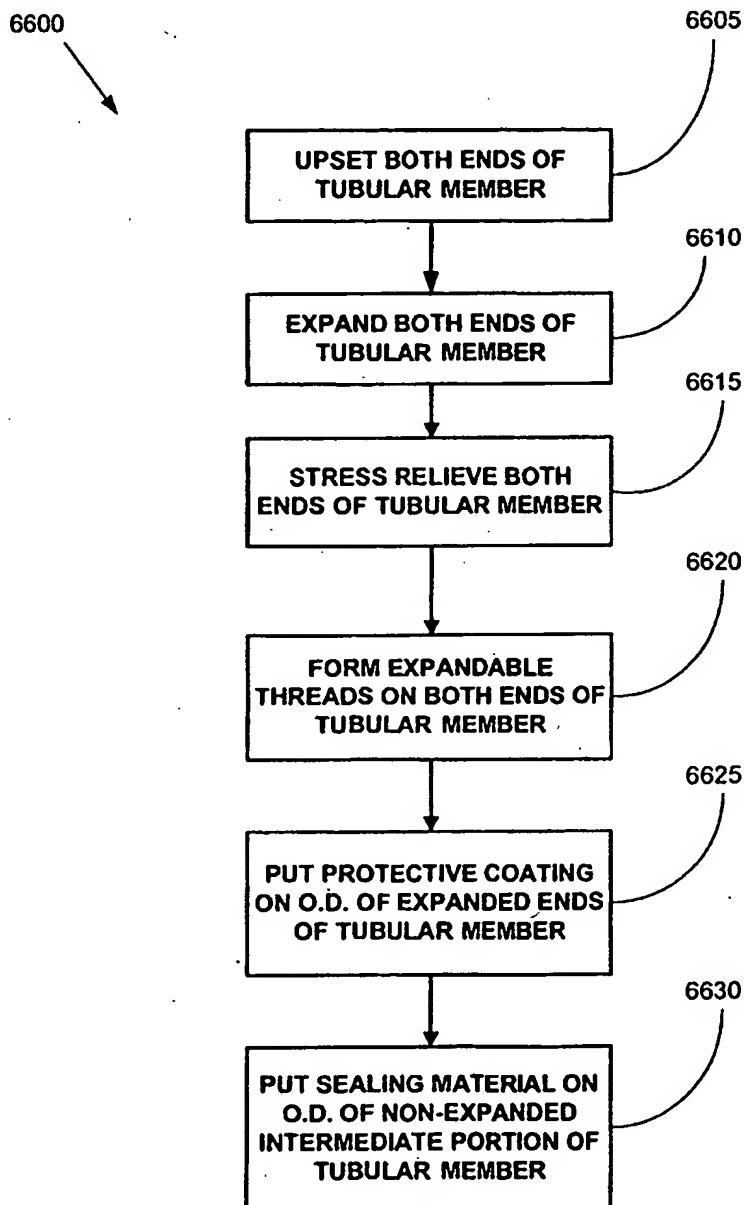 6600
6605
UPSET BOTH ENDS OF
TUBULAR MEMBER
6610
EXPAND BOTH ENDS OF
TUBULAR MEMBER
6615
STRESS RELIEVE BOTH
ENDS OF TUBULAR MEMBER
6620
FORM EXPANDABLE
THREADS ON BOTH ENDS OF
TUBULAR MEMBER
6625
PUT PROTECTIVE COATING
ON O.D. OF EXPANDED ENDS
OF TUBULAR MEMBER
6630
PUT SEALING MATERIAL ON
O.D. OF NON-EXPANDED
INTERMEDIATE PORTION OF
TUBULAR MEMBER